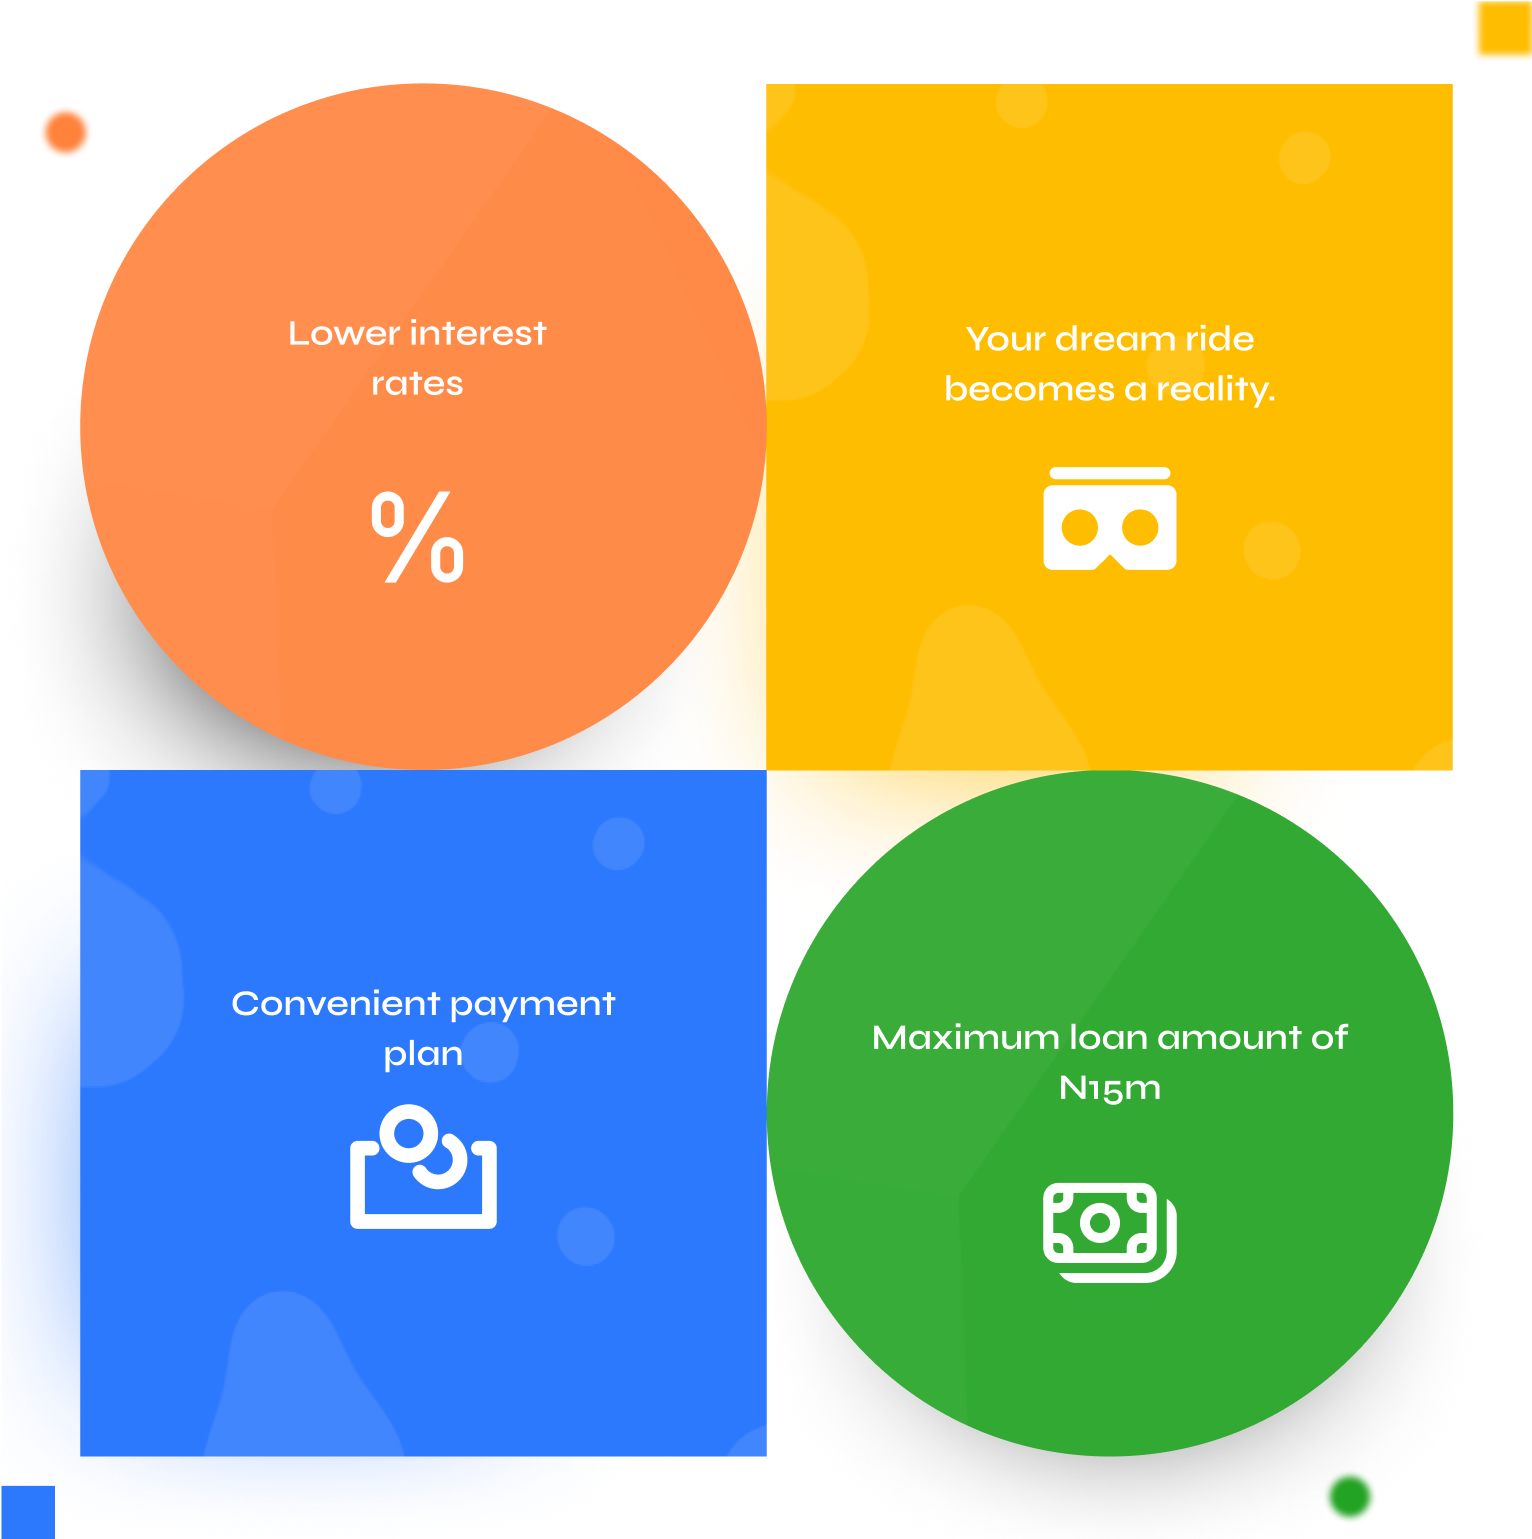 Lower interest
rates
%
Your dream ride
becomes a reality.
Convenient payment
plan
Maximum loan amount of
N15m